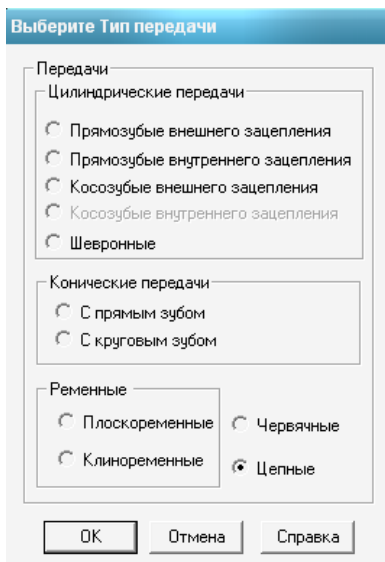 Выберите Тип передачи
Передачи
Цилиндрические передачи
Прямозубые внешнего зацепления
Прямозубые внутреннего зацепления
Косозубые внешнего зацепления
Косозубые внутреннего зацепления
Шевронные
Конические передачи
С прямым зубом
С круговым зубом
Ременные
Плоскоременные
Клиноременные
Червячные
Цепные
ОК
Отмена
Справка